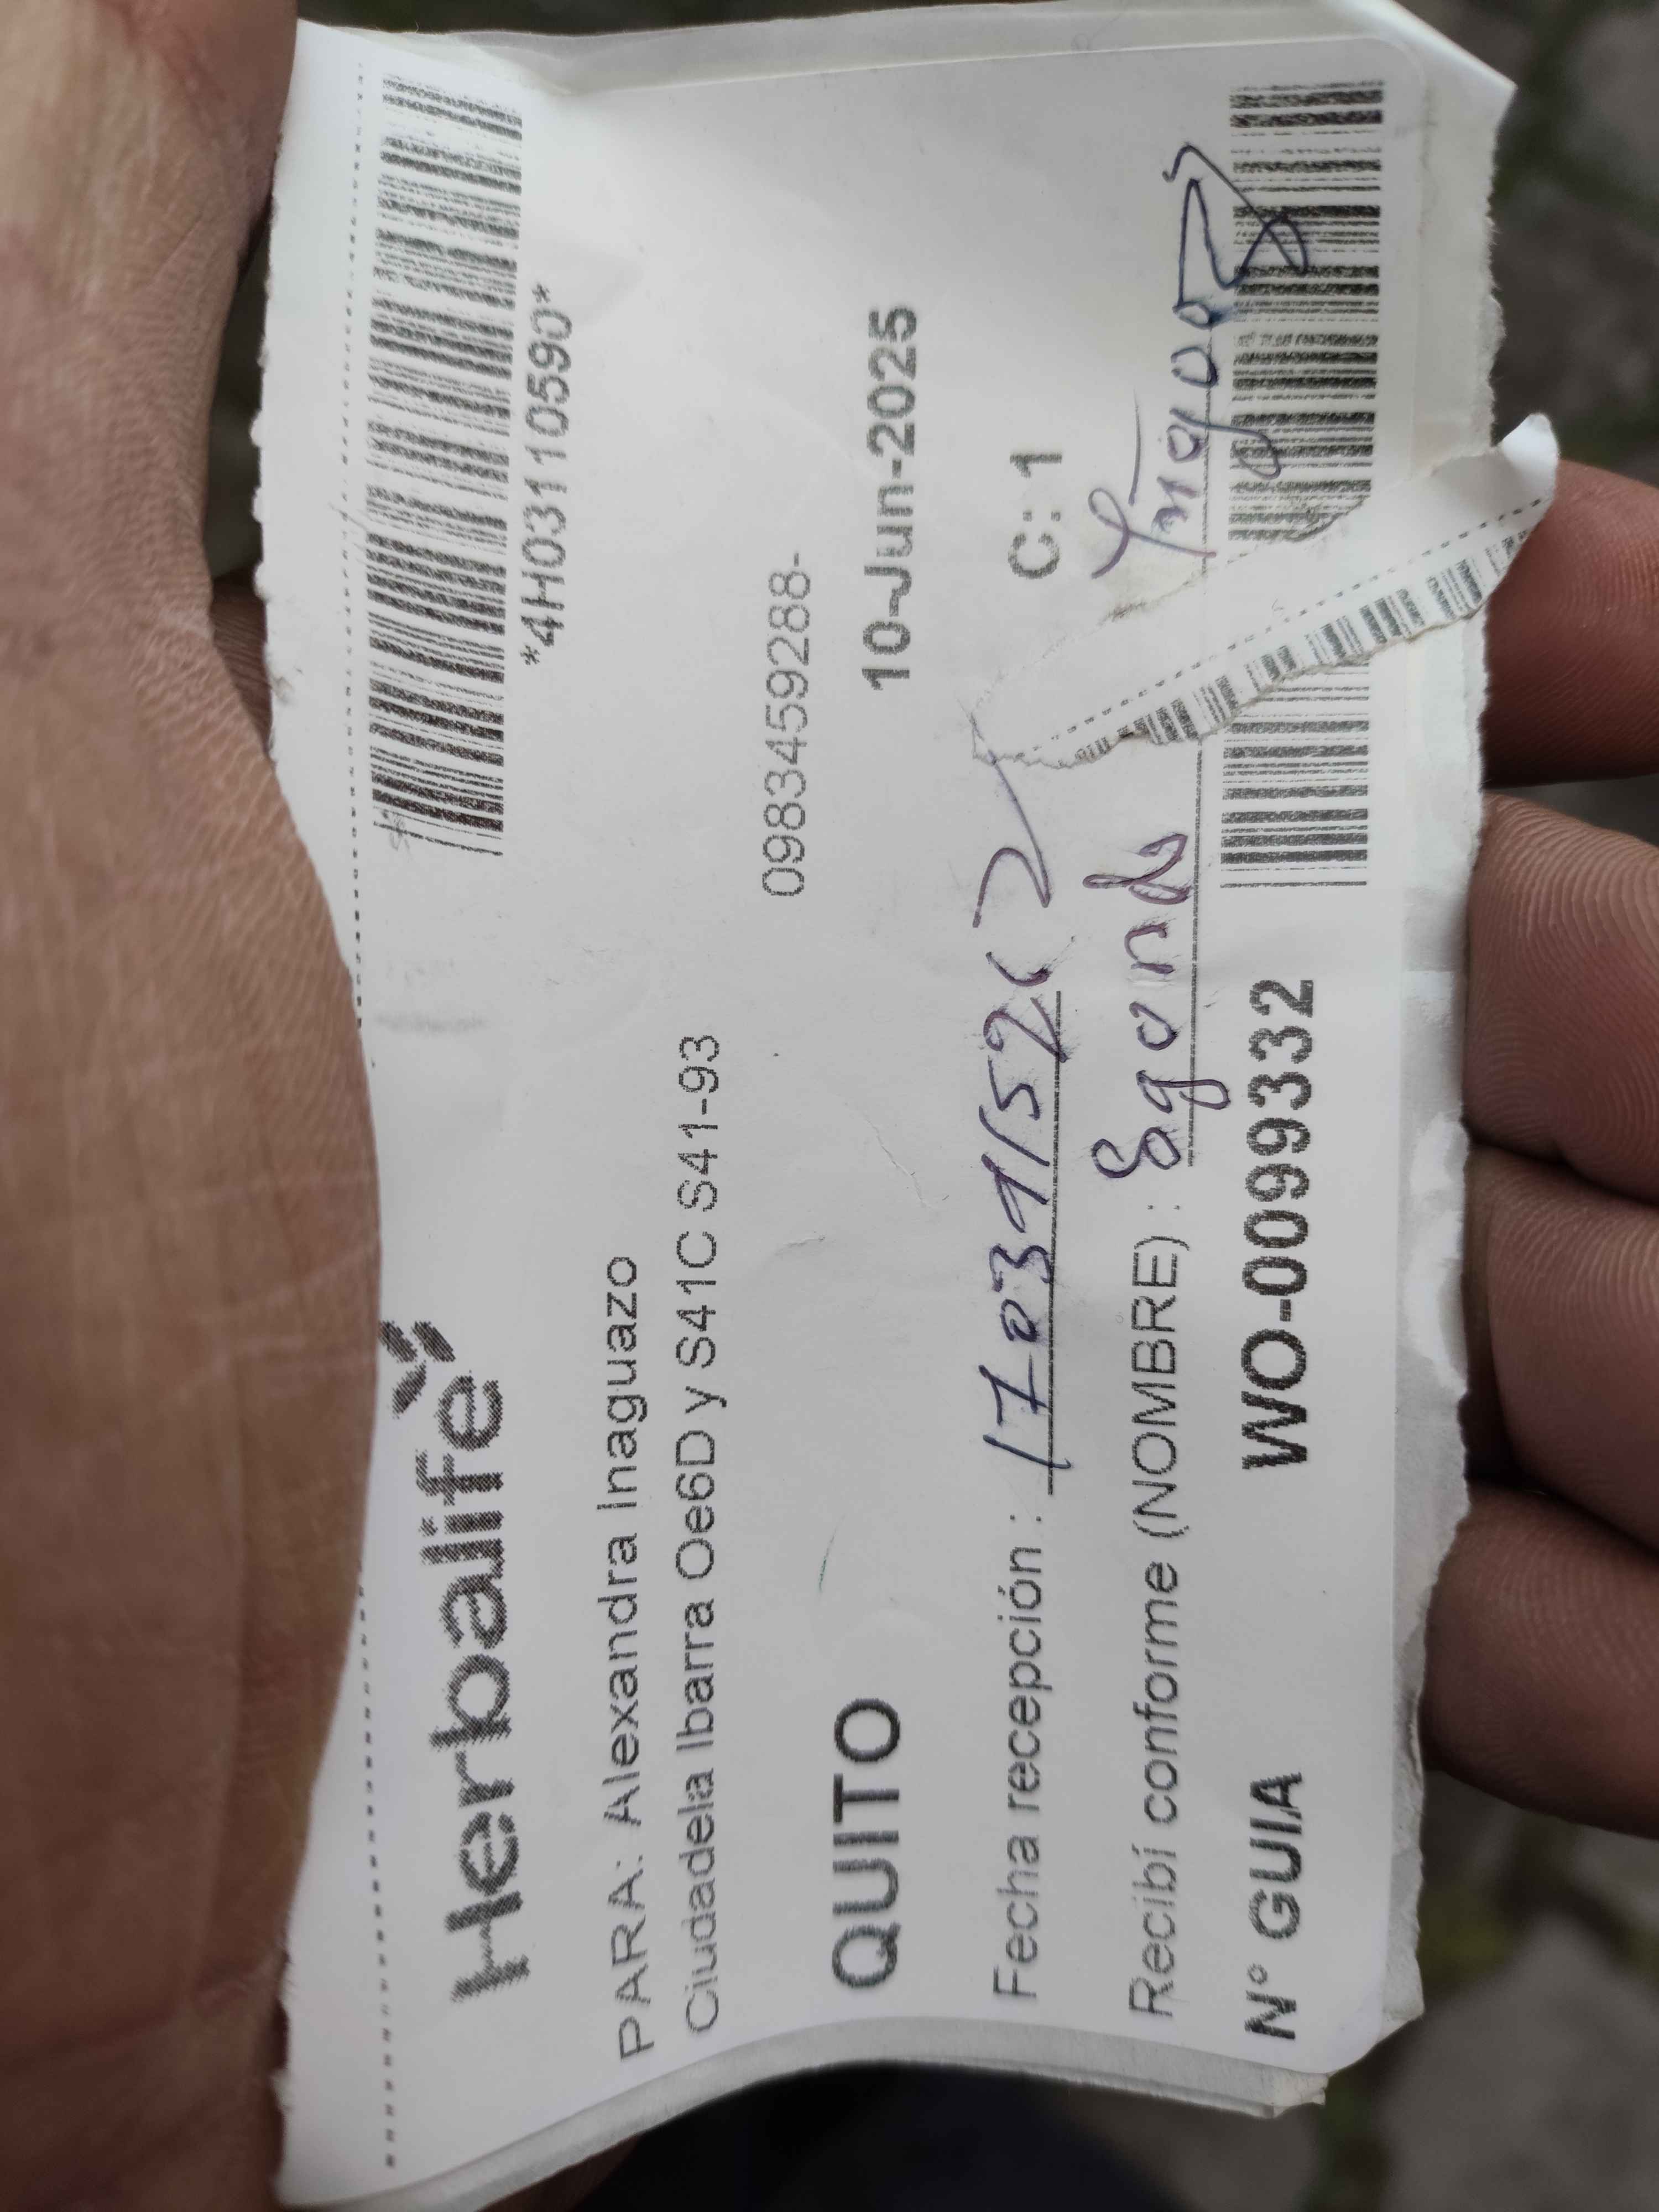 Herbalife
*4H03110590*
PARA: Alexandra Inaguazo
Ciudadela Ibarra Oe6D y S41C S41-93
0983459288-
QUITO
10-Jun-2025
Fecha recepción :
C: 1
Recibí conforme (NOMBRE) :
N° GUIA WO-0099332